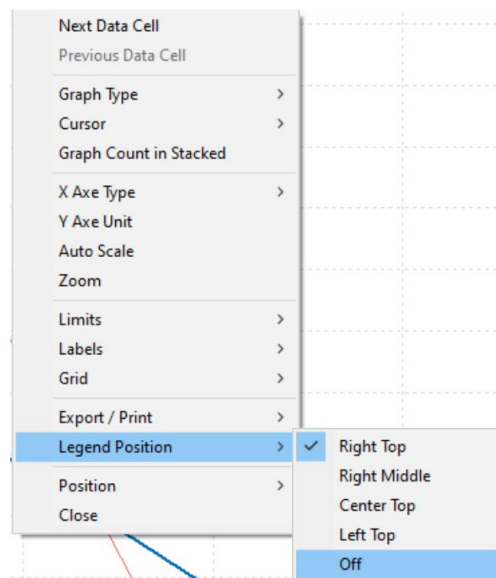 Next Data Cell
Previous Data Cell
Graph Type
Cursor
Graph Count in Stacked
X Axe Type
Y Axe Unit
Auto Scale
Zoom
Limits
Labels
Grid
Export / Print
Legend Position
Position
Close
Right Top
Right Middle
Center Top
Left Top
Off